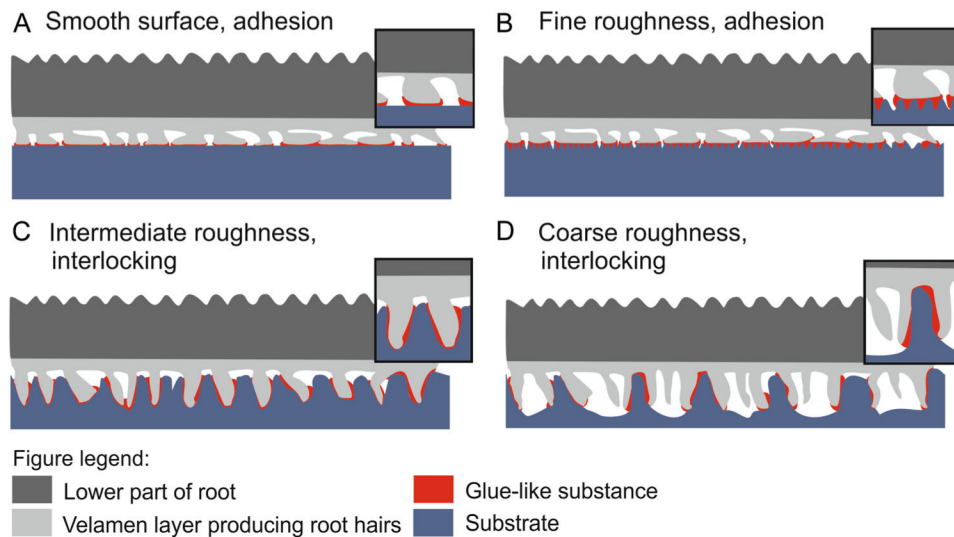 A Smooth surface, adhesion
B Fine roughness, adhesion
C Intermediate roughness,
interlocking
D Coarse roughness,
interlocking
Figure legend:
Lower part of root
Velamen layer producing root hairs
Glue-like substance
Substrate